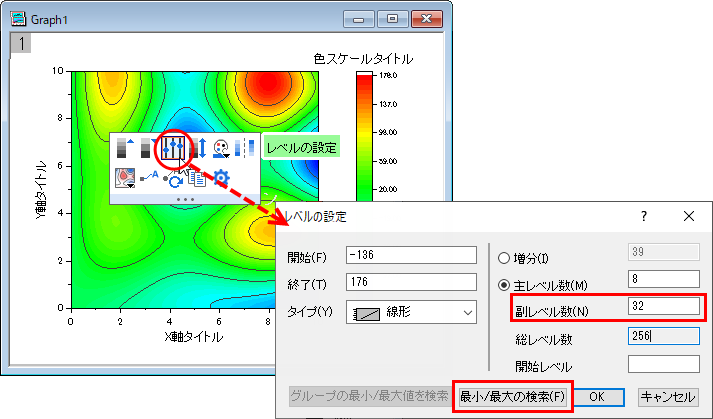 Graph1
1
色スケールタイトル
10
8
6
4
2
0
0
2
4
6
8
Y軸タイトル
X軸タイトル
176.0
137.0
98.00
59.00
20.00
レベルの設定
レベルの設定
? ×
開始(F) -136
終了(T) 176
タイプ(Y) 線形
増分(I) 39
主レベル数(M) 8
副レベル数(N) 32
総レベル数 256
開始レベル
グループの最小/最大値を検索
最小/最大の検索(F)
OK
キャンセル